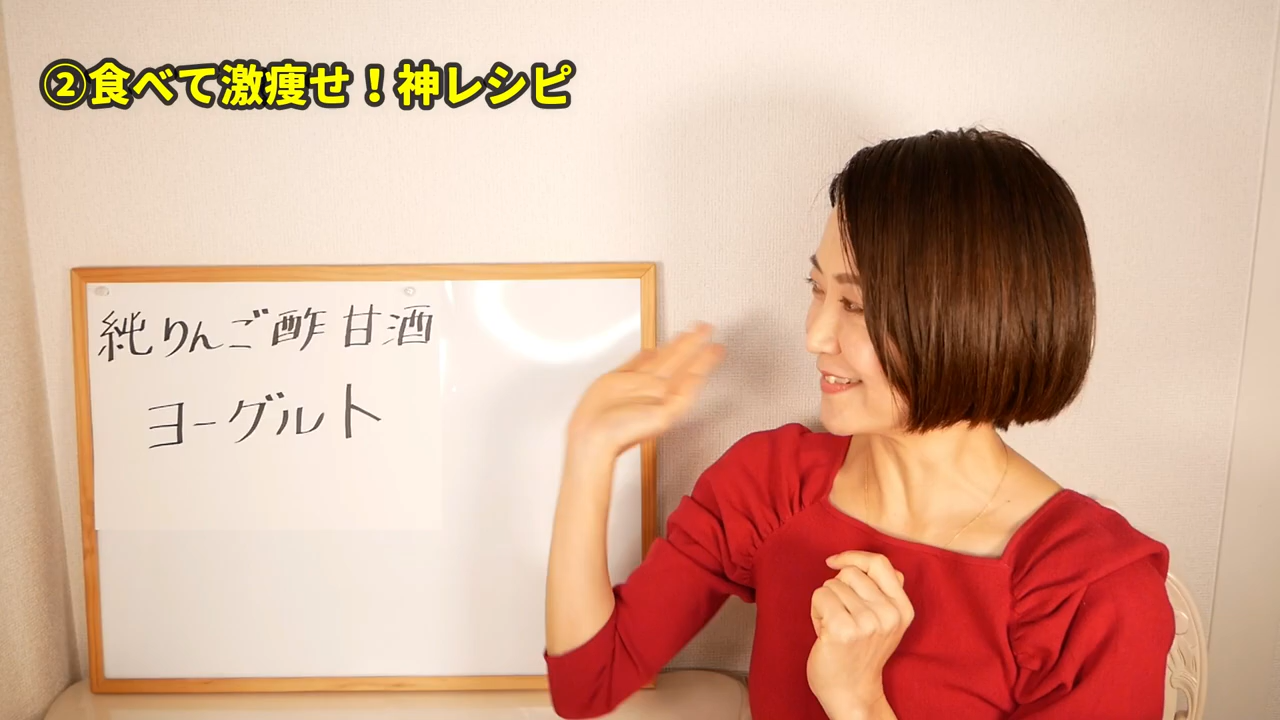 ②食べて激痩せ！神レシピ
純りんご酢甘酒
ヨーグルト